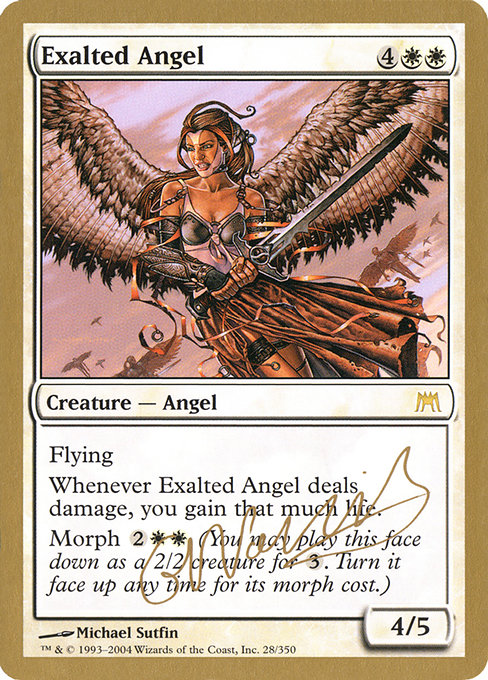 Exalted Angel 4
Creature — Angel
Flying
Whenever Exalted Angel deals
damage, you gain that much life.
Morph 2 (You may play this face
down as a 2/2 creature for 3. Turn it
face up any time for its morph cost.)
Michael Sutfin
4/5
™ & © 1993–2004 Wizards of the Coast, Inc. 28/350